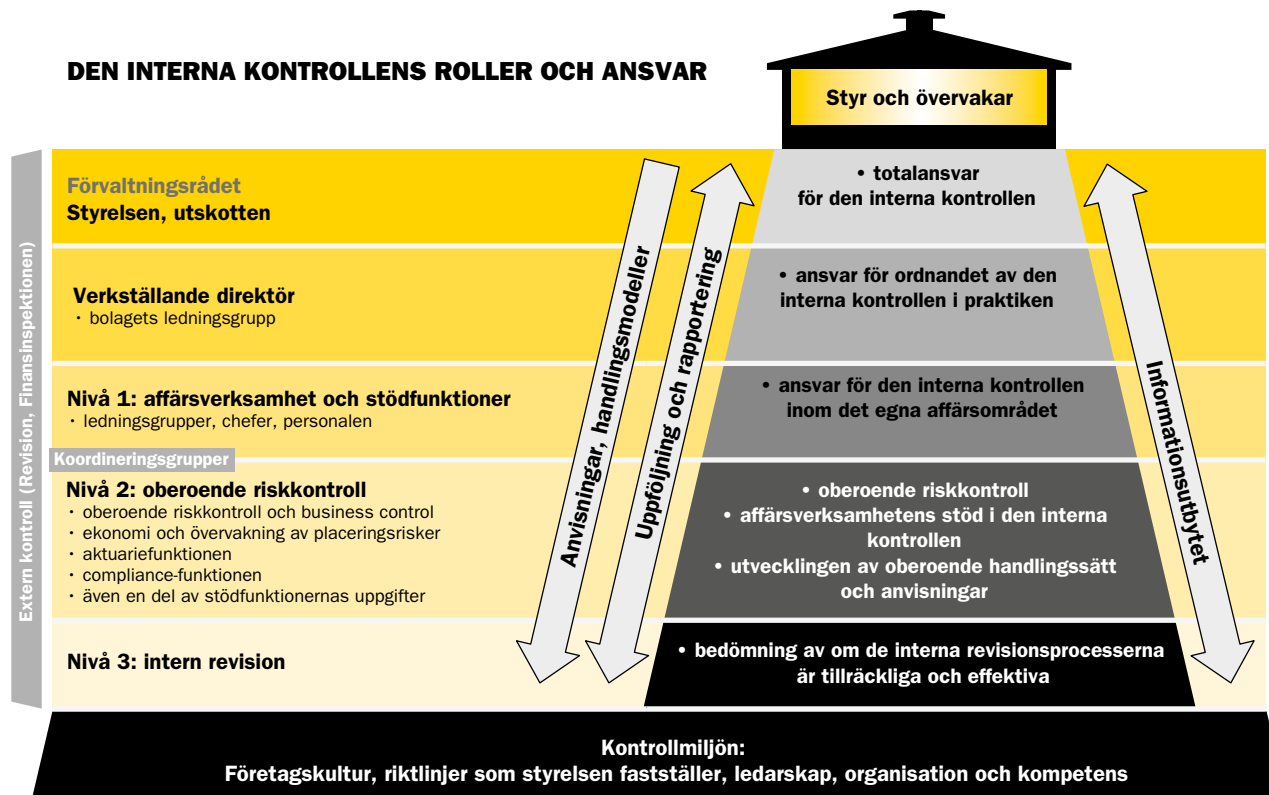 DEN INTERNA KONTROLLENS ROLLER OCH ANSVAR
Styr och övervakar
Extern kontroll (Revision, Finansinspektionen)
Förvaltningsrådet
Styrelsen, utskotten
• totalansvar
för den interna kontrollen
Verkställande direktör
• bolagets ledningsgrupp
• ansvar för ordnandet av den
interna kontrollen i praktiken
Nivå 1: affärsverksamhet och stödfunktioner
• ledningsgrupper, chefer, personalen
• ansvar för den interna kontrollen
inom det egna affärsområdet
Koordineringsgrupper
Nivå 2: oberoende riskkontroll
• oberoende riskkontroll och business control
• ekonomi och övervakning av placeringsrisker
• aktuariefunktionen
• compliance-funktionen
• även en del av stödfunktionernas uppgifter
• oberoende riskkontroll
• affärsverksamhetens stöd i den interna
kontrollen
• utvecklingen av oberoende handlingssätt
och anvisningar
Nivå 3: intern revision
• bedömning av om de interna revisionsprocesserna
är tillräckliga och effektiva
Anvisningar, handlingsmodeller
Uppföljning och rapportering
Informationsutbytet
Kontrollmiljön:
Företagskultur, riktlinjer som styrelsen fastställer, ledarskap, organisation och kompetens